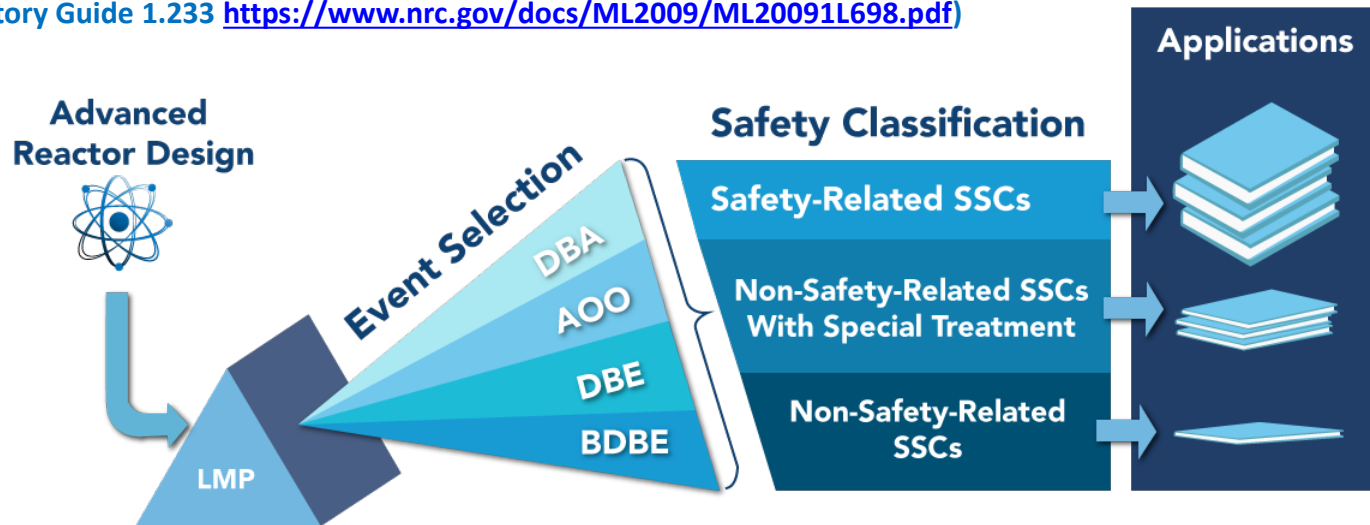 tory Guide 1.233 https://www.nrc.gov/docs/ML2009/ML20091L698.pdf)
Applications
Advanced
Reactor Design
Safety Classification
Event Selection
DBA
AOO
DBE
BDBE
LMP
Safety-Related SSCs
Non-Safety-Related SSCs
With Special Treatment
Non-Safety-Related
SSCs